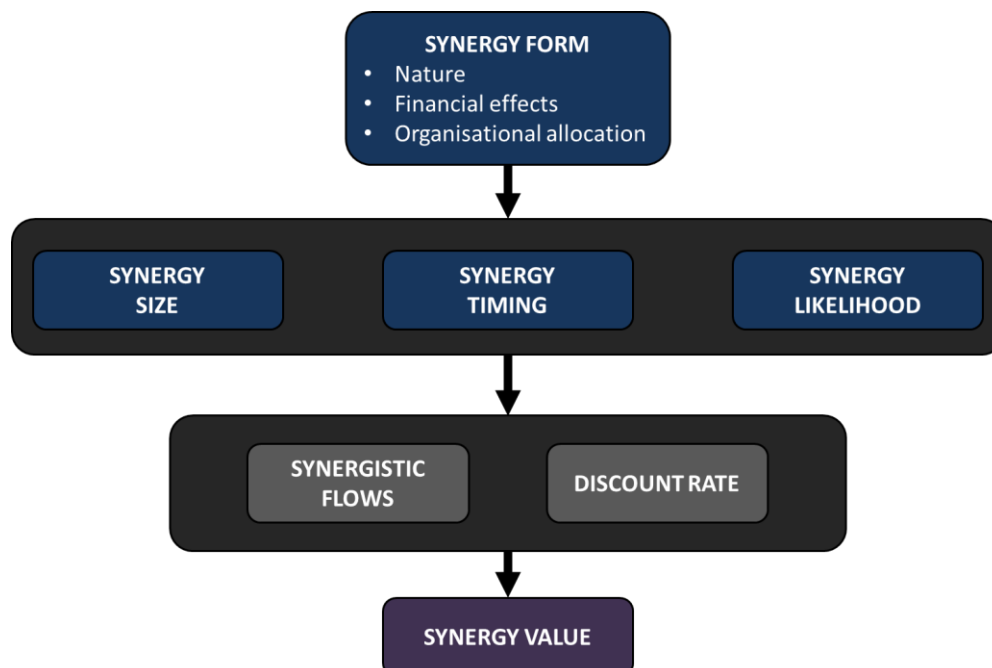 SYNERGY FORM
• Nature
• Financial effects
• Organisational allocation
SYNERGY
SIZE
SYNERGY
TIMING
SYNERGY
LIKELIHOOD
SYNERGISTIC
FLOWS
DISCOUNT RATE
SYNERGY VALUE